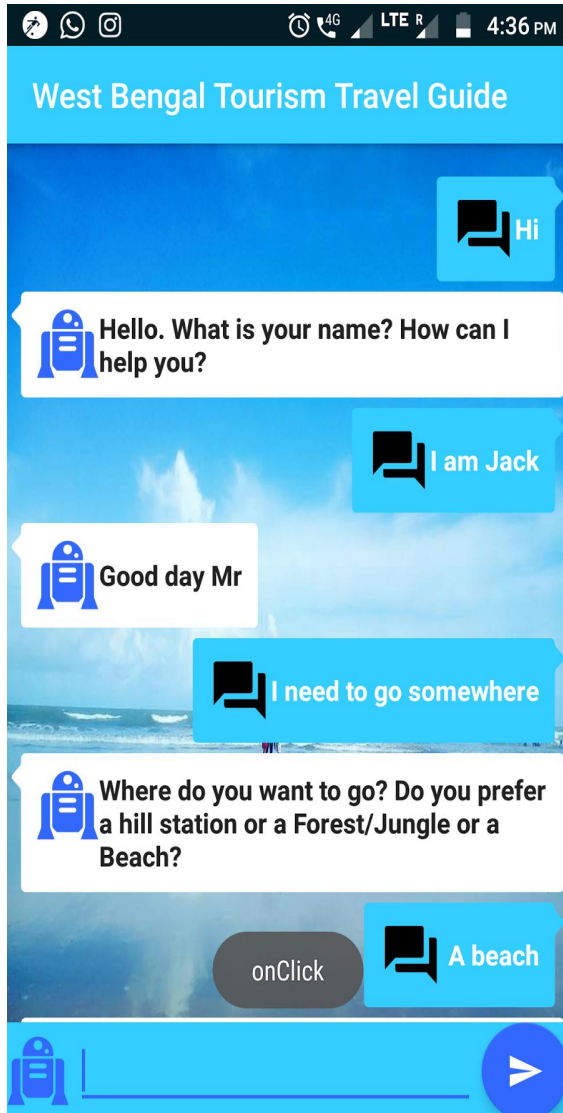 4G LTE R 4:36 PM
West Bengal Tourism Travel Guide
Hi
Hello. What is your name? How can I
help you?
I am Jack
Good day Mr
I need to go somewhere
Where do you want to go? Do you prefer
a hill station or a Forest/Jungle or a
Beach?
A beach
onClick